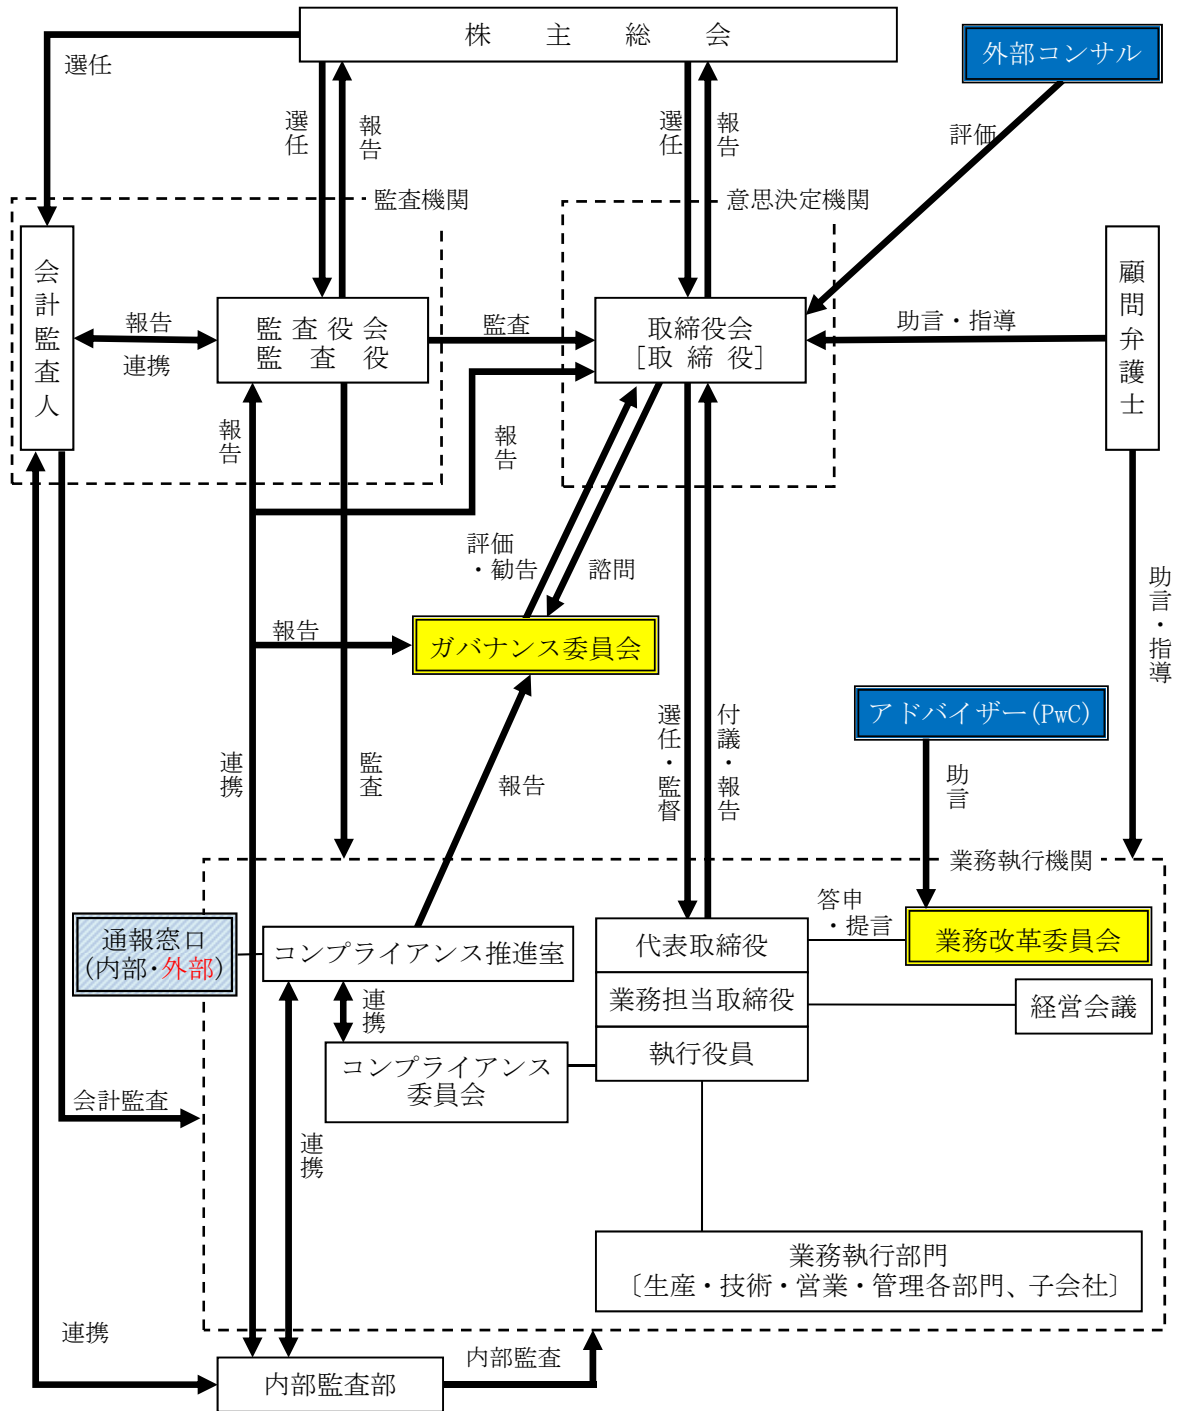 株主総会
外部コンサル
選任
選任
報告
選任
報告
評価
監査機関
意思決定機関
会計監査人
報告
連携
監査役会
監査役
監査
取締役会
[取締役]
助言・指導
顧問弁護士
報告
報告
評価
・勧告
諮問
助言・指導
報告
ガバナンス委員会
アドバイザー(PwC)
連携
監査
報告
選任・監督
付議・報告
助言
業務執行機関
通報窓口
(内部・外部)
コンプライアンス推進室
代表取締役
答申
・提言
業務改革委員会
連携
業務担当取締役
経営会議
コンプライアンス
委員会
執行役員
会計監査
連携
業務執行部門
〔生産・技術・営業・管理各部門、子会社〕
連携
内部監査部
内部監査